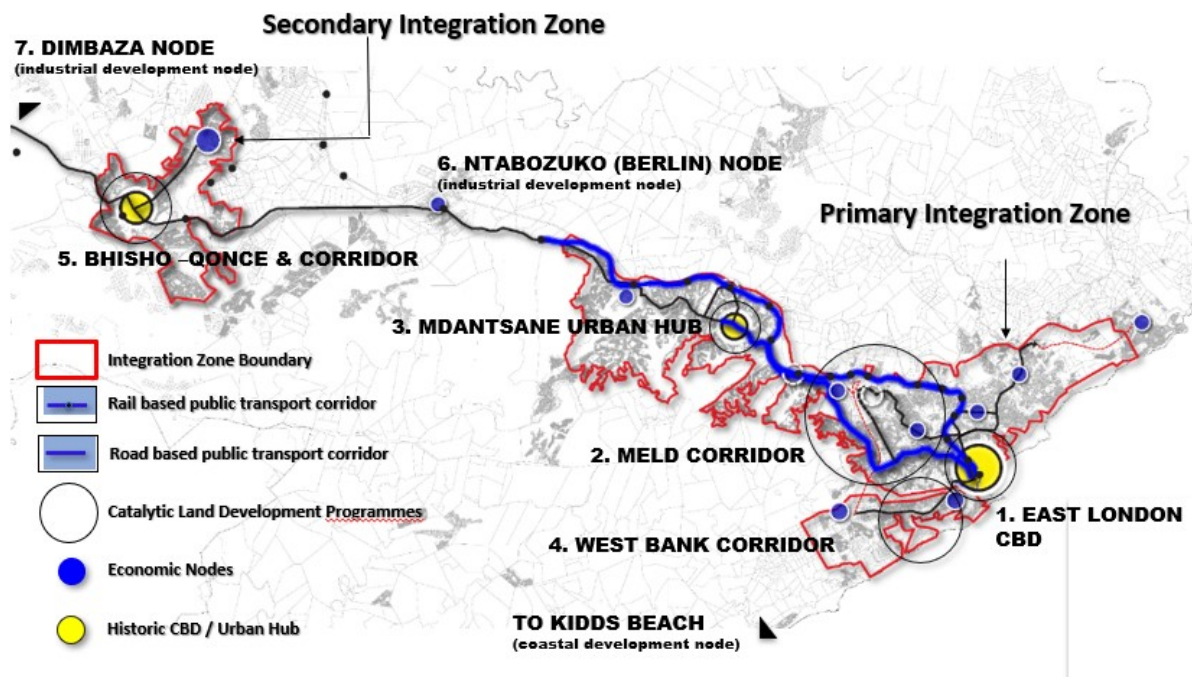 Secondary Integration Zone
7. DIMBAZA NODE
(industrial development node)
6. NTABOZUKO (BERLIN) NODE
(industrial development node)
Primary Integration Zone
5. BHISHO –QONCE & CORRIDOR
3. MDANTSANE URBAN HUB
Integration Zone Boundary
Rail based public transport corridor
Road based public transport corridor
2. MELD CORRIDOR
Catalytic Land Development Programmes
1. EAST LONDON
CBD
4. WEST BANK CORRIDOR
Economic Nodes
TO KIDDS BEACH
(coastal development node)
Historic CBD / Urban Hub